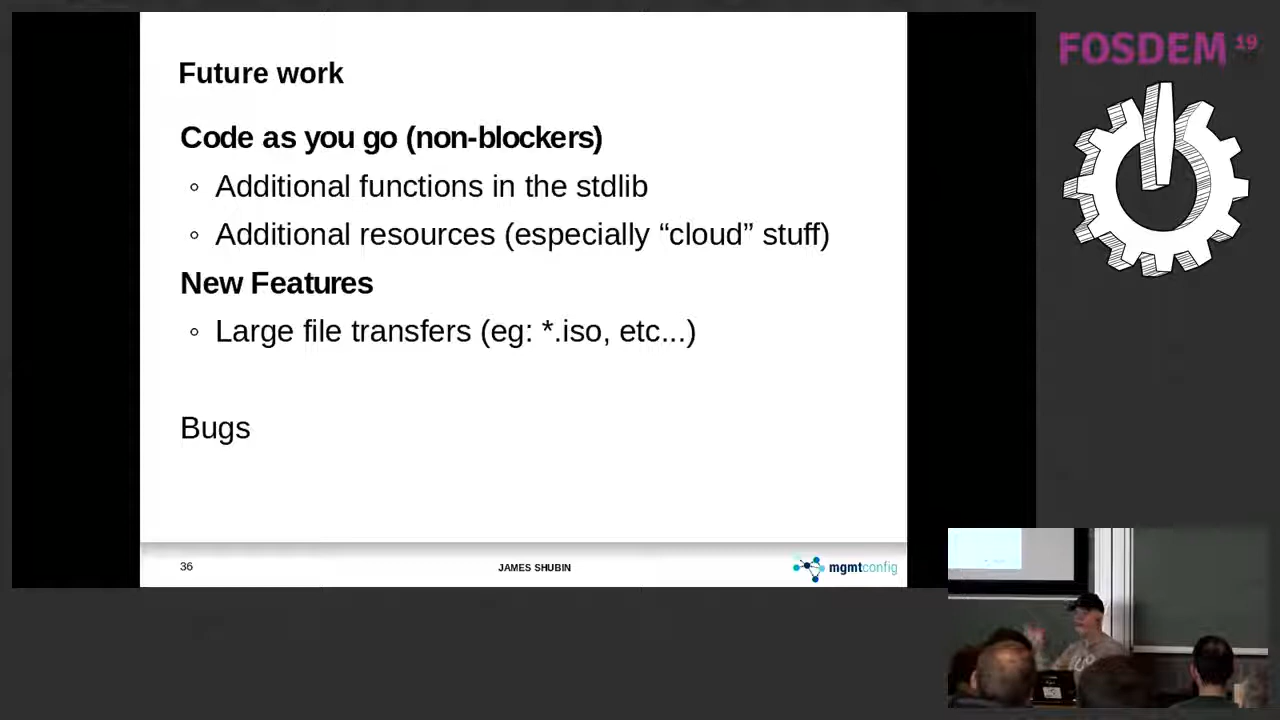 FOSDEM 19
Future work
Code as you go (non-blockers)
◦ Additional functions in the stdlib
◦ Additional resources (especially “cloud” stuff)
New Features
◦ Large file transfers (eg: *.iso, etc...)
Bugs
36
JAMES SHUBIN
mgmtconfig